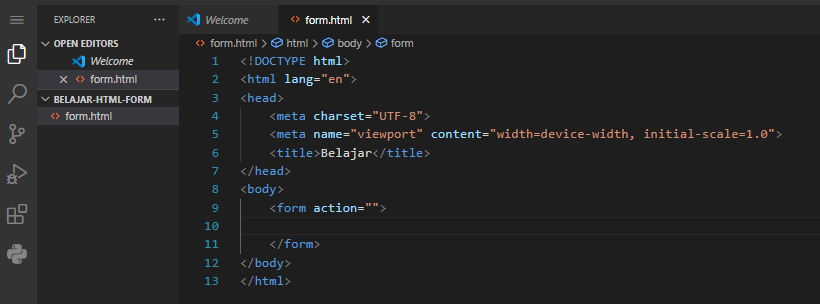 EXPLORER
OPEN EDITORS
Welcome
form.html
BELAJAR-HTML-FORM
form.html
Welcome
form.html
form.html > html > body > form
1 <!DOCTYPE html>
2 <html lang="en">
3 <head>
4     <meta charset="UTF-8">
5     <meta name="viewport" content="width=device-width, initial-scale=1.0">
6     <title>Belajar</title>
7 </head>
8 <body>
9     <form action="">
10
11     </form>
12 </body>
13 </html>